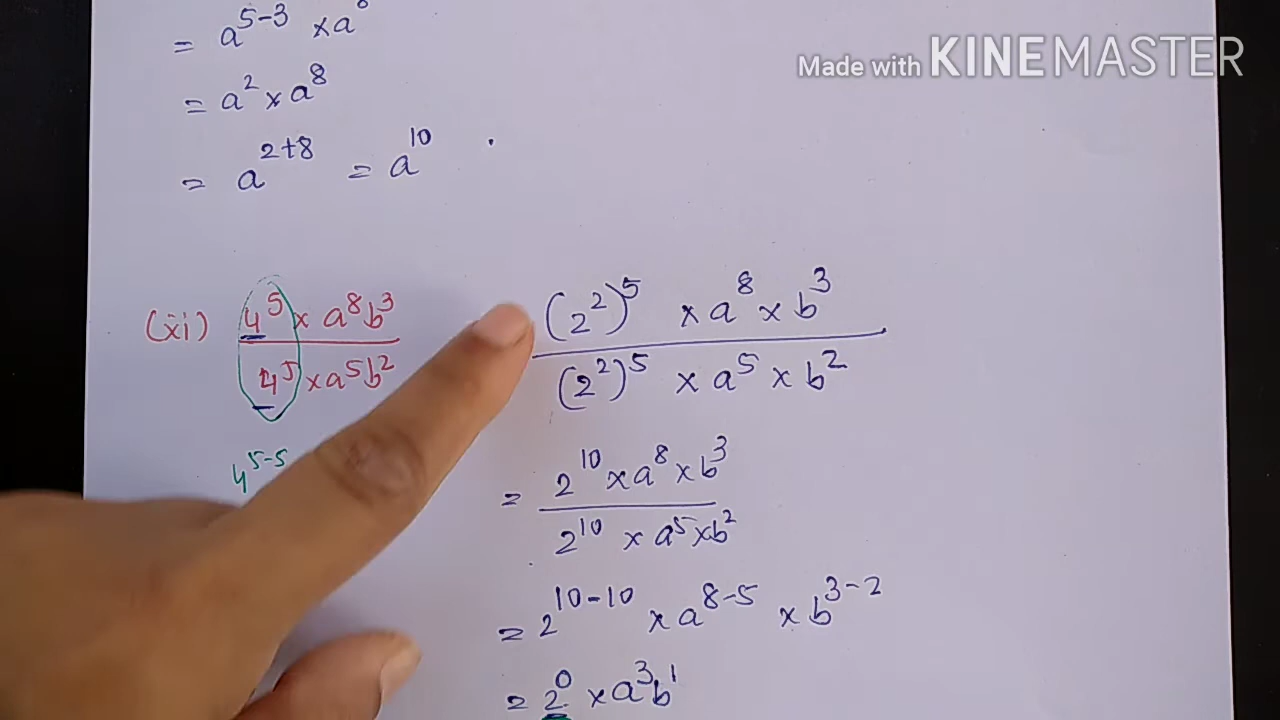 = a^5-3 × a^8
Made with KINEMASTER
= a^2 × a^8
= a^2+8 = a^10 .
(xi) 4^5 × a^8 b^3 / 4^5 × a^5 b^2
(2^2)^5 × a^8 × b^3 / (2^2)^5 × a^5 × b^2
4^5-5
= 2^10 × a^8 × b^3 / 2^10 × a^5 × b^2
= 2^10-10 × a^8-5 × b^3-2
= 2^0 × a^3 b^1